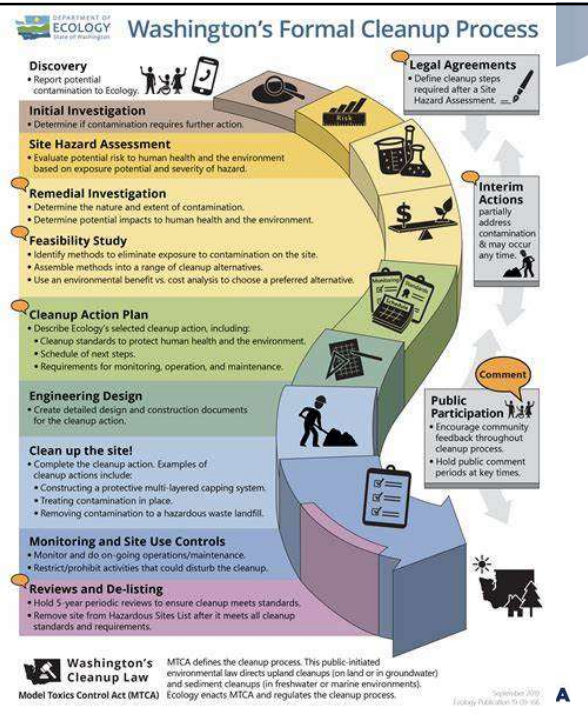 DEPARTMENT OF
ECOLOGY
State of Washington
Washington's Formal Cleanup Process
Discovery
• Report potential
contamination to Ecology.
Initial Investigation
• Determine if contamination requires further action.
Site Hazard Assessment
• Evaluate potential risk to human health and the environment
based on exposure potential and severity of hazard.
Remedial Investigation
• Determine the nature and extent of contamination.
• Determine potential impacts to human health and the environment.
Feasibility Study
• Identify methods to eliminate exposure to contamination on the site.
• Assemble methods into a range of cleanup alternatives.
• Use an environmental benefit vs. cost analysis to choose a preferred alternative.
Cleanup Action Plan
• Describe Ecology's selected cleanup action, including:
• Cleanup standards to protect human health and the environment.
• Schedule of next steps.
• Requirements for monitoring, operation, and maintenance.
Engineering Design
• Create detailed design and construction documents
for the cleanup action.
Clean up the site!
• Complete the cleanup action. Examples of
cleanup actions include:
• Constructing a protective multi-layered capping system.
• Treating contamination in place.
• Removing contamination to a hazardous waste landfill.
Monitoring and Site Use Controls
• Monitor and do on-going operations/maintenance.
• Restrict/prohibit activities that could disturb the cleanup.
Reviews and De-listing
• Hold 5-year periodic reviews to ensure cleanup meets standards.
• Remove site from Hazardous Sites List after it meets all cleanup
standards and requirements.
Risk
$
Monitoring
Standards
Schedule
Legal Agreements
• Define cleanup steps
required after a Site
Hazard Assessment.
Interim
Actions
partially
address
contamination
& may occur
any time.
Comment
Public
Participation
• Encourage community
feedback throughout
cleanup process.
• Hold public comment
periods at key times.
Washington's
Cleanup Law
Model Toxics Control Act (MTCA)
MTCA defines the cleanup process. This public-initiated
environmental law directs upland cleanups (on land or in groundwater)
and sediment cleanups (in freshwater or marine environments).
Ecology enacts MTCA and regulates the cleanup process.
September 2019
Ecology Publication 19-09-166
A